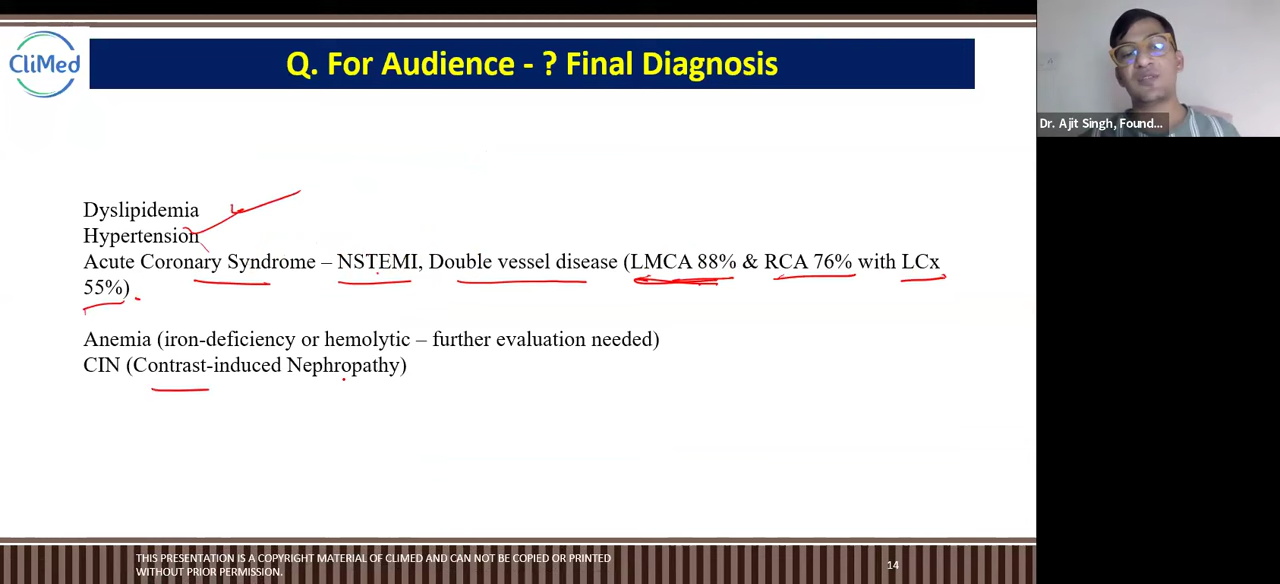 CliMed
Q. For Audience - ? Final Diagnosis
Dr. Ajit Singh, Found...
Dyslipidemia
Hypertension
Acute Coronary Syndrome – NSTEMI, Double vessel disease (LMCA 88% & RCA 76% with LCx
55%)
Anemia (iron-deficiency or hemolytic – further evaluation needed)
CIN (Contrast-induced Nephropathy)
THIS PRESENTATION IS A COPYRIGHT MATERIAL OF CLIMED AND CAN NOT BE COPIED OR PRINTED
WITHOUT PRIOR PERMISSION.
14